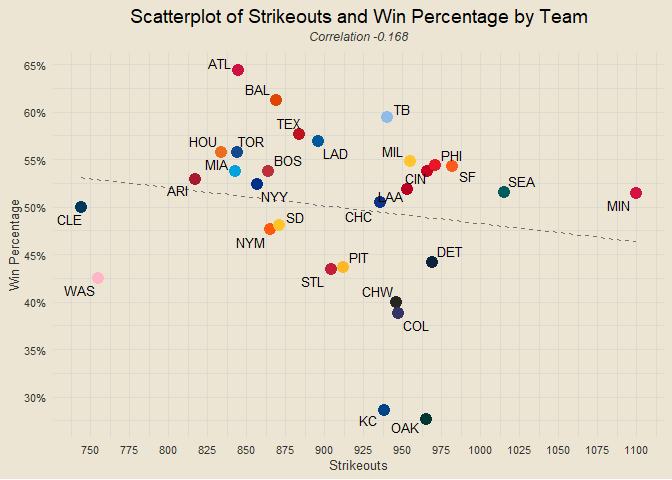 Scatterplot of Strikeouts and Win Percentage by Team
Correlation -0.168
Win Percentage
65%
60%
55%
50%
45%
40%
35%
30%
ATL
BAL
TB
TEX
HOU
TOR
LAD
MIL
PHI
MIA
BOS
CIN
SF
ARI
NYY
LAA
SEA
MIN
CLE
SD
CHC
NYM
DET
PIT
STL
WAS
CHW
COL
KC
OAK
750 775 800 825 850 875 900 925 950 975 1000 1025 1050 1075 1100
Strikeouts